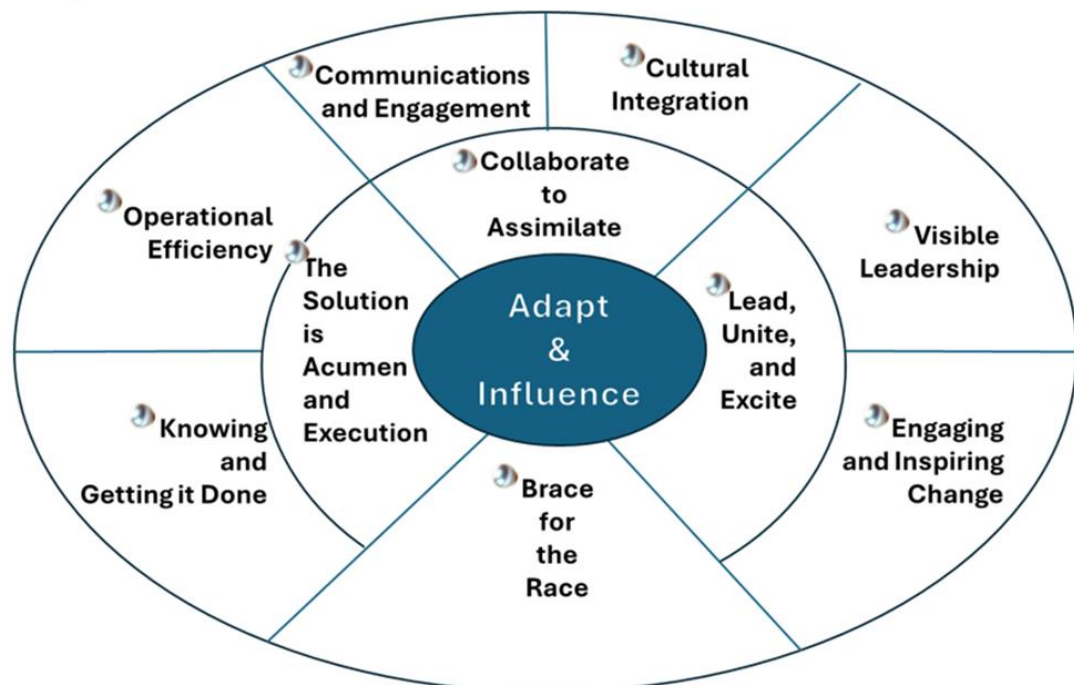 Communications
and Engagement
Cultural
Integration
Collaborate
to
Assimilate
Operational
Efficiency
Visible
Leadership
The
Solution
is
Acumen
and
Execution
Adapt
&
Influence
Lead,
Unite,
and
Excite
Knowing
and
Getting it Done
Engaging
and Inspiring
Change
Brace
for
the
Race